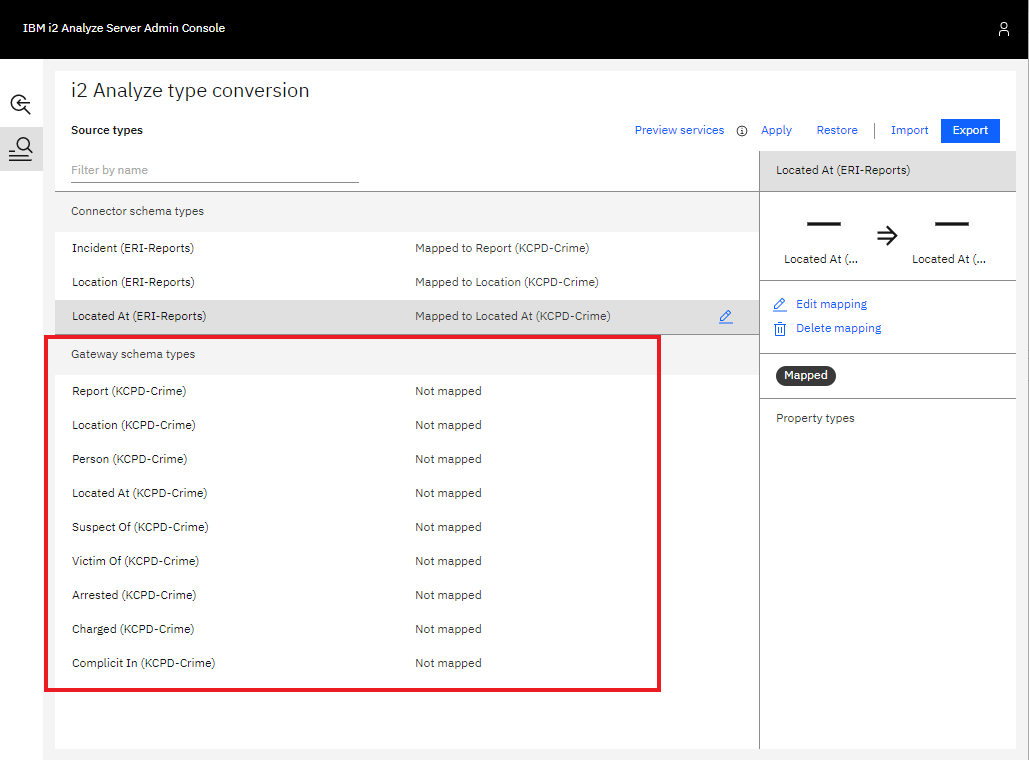 IBM i2 Analyze Server Admin Console
i2 Analyze type conversion
Source types
Preview services Apply Restore Import Export
Filter by name
Connector schema types
Incident (ERI-Reports) Mapped to Report (KCPD-Crime)
Location (ERI-Reports) Mapped to Location (KCPD-Crime)
Located At (ERI-Reports) Mapped to Located At (KCPD-Crime)
Gateway schema types
Report (KCPD-Crime) Not mapped
Location (KCPD-Crime) Not mapped
Person (KCPD-Crime) Not mapped
Located At (KCPD-Crime) Not mapped
Suspect Of (KCPD-Crime) Not mapped
Victim Of (KCPD-Crime) Not mapped
Arrested (KCPD-Crime) Not mapped
Charged (KCPD-Crime) Not mapped
Complicit In (KCPD-Crime) Not mapped
Located At (ERI-Reports)
Located At (... Located At (...
Edit mapping
Delete mapping
Mapped
Property types